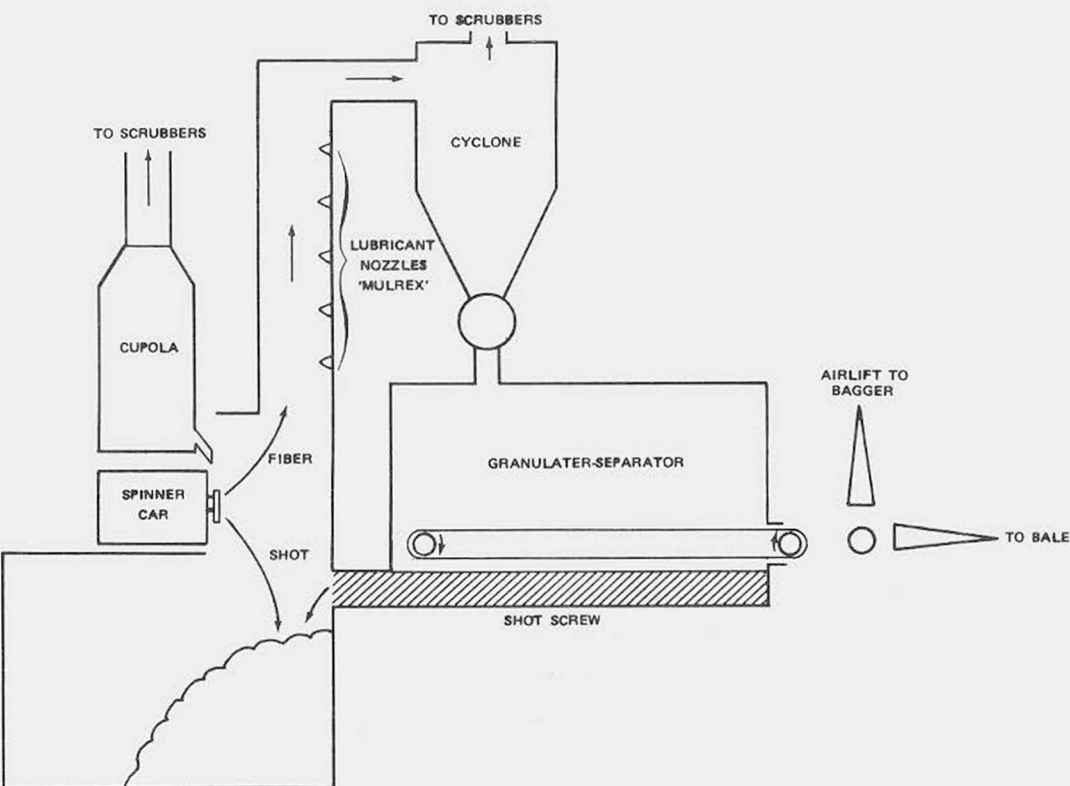 TO SCRUBBERS
TO SCRUBBERS
CYCLONE
LUBRICANT
NOZZLES
'MULREX'
CUPOLA
AIRLIFT TO
BAGGER
FIBER
GRANULATER-SEPARATOR
SPINNER
CAR
TO BALE
SHOT
SHOT SCREW